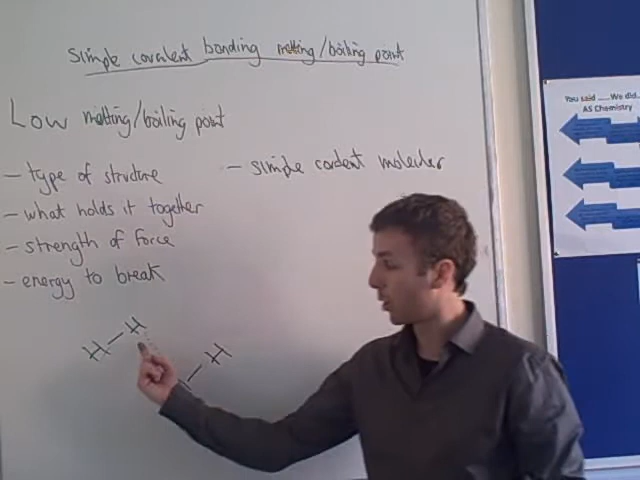 Simple covalent bonding melting/boiling point
Low melting/boiling point
- type of structure
- simple covalent molecules
- what holds it together
- strength of force
- energy to break
H-H
H
You said ..... We did..
AS Chemistry